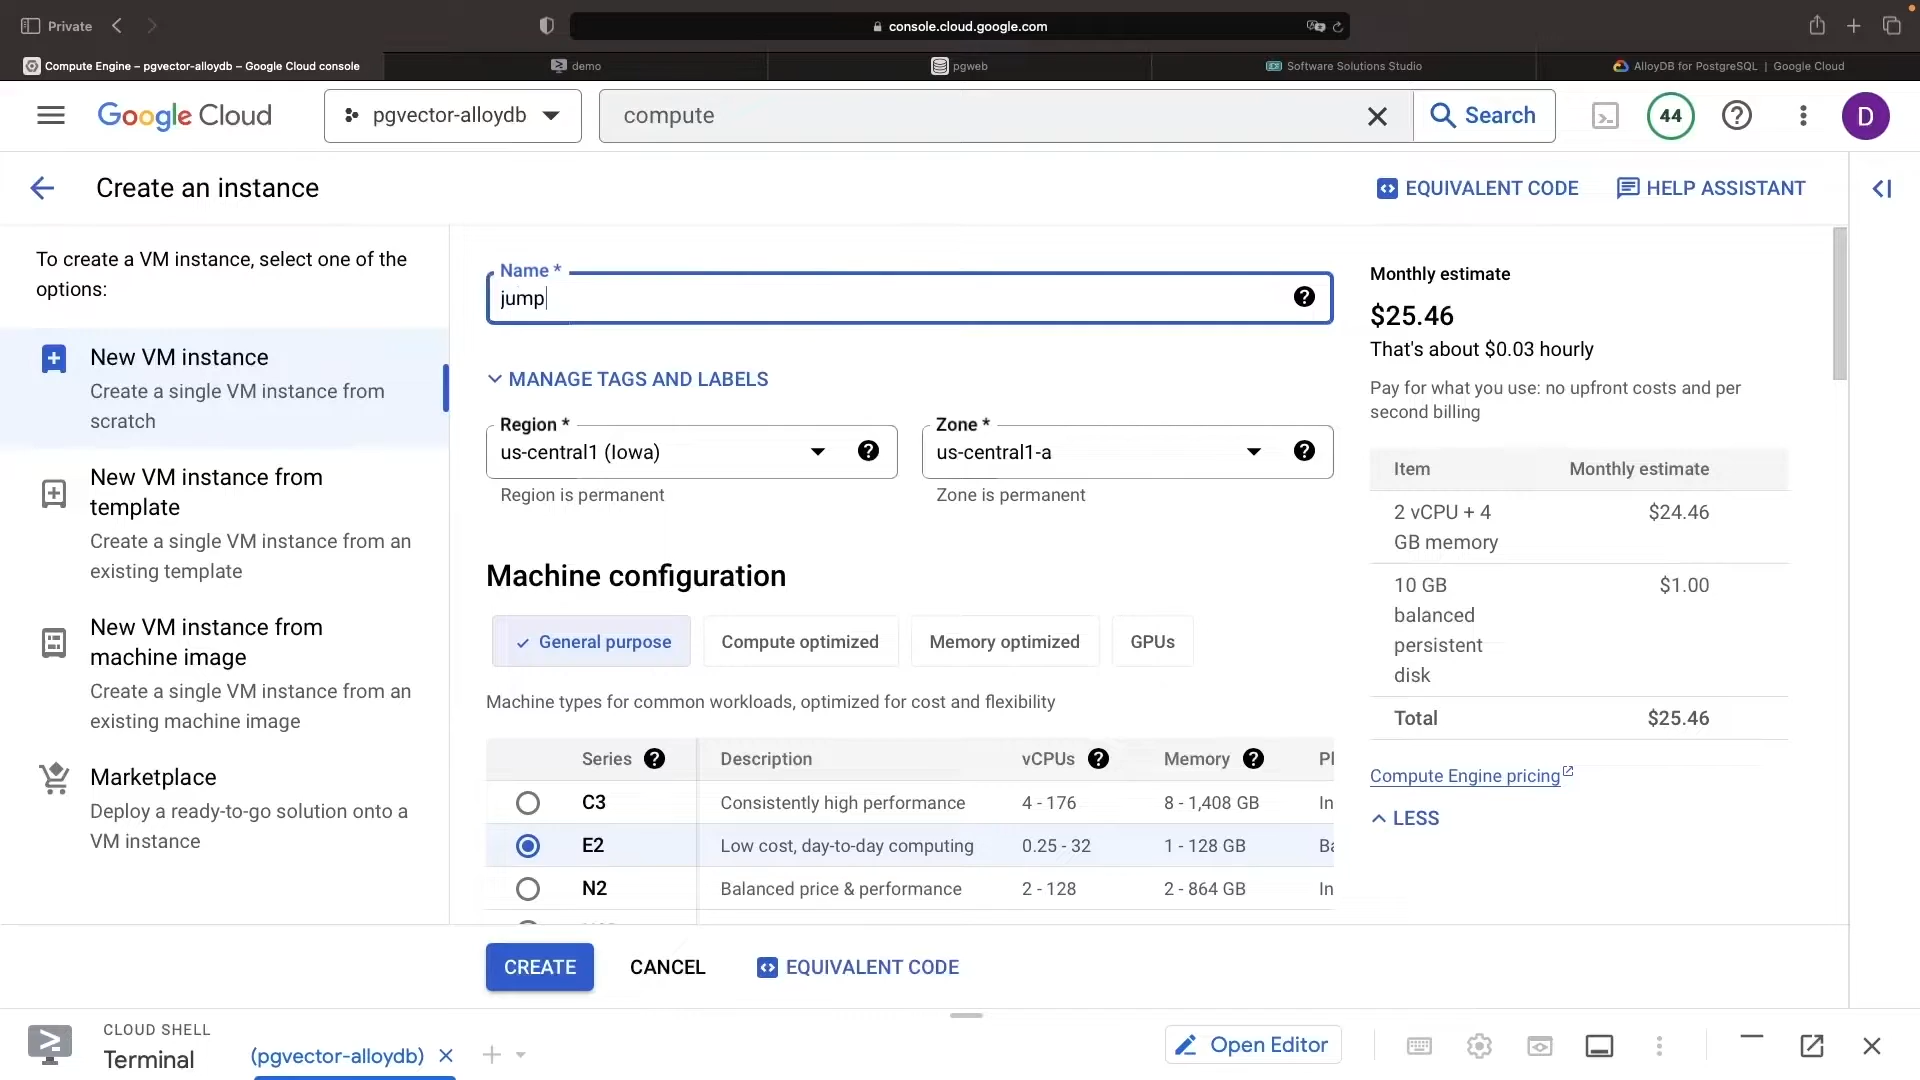 Private
console.cloud.google.com
Compute Engine – pgvector-alloydb – Google Cloud console
demo
pgweb
Software Solutions Studio
AlloyDB for PostgreSQL | Google Cloud
Google Cloud
pgvector-alloydb
compute
Search
44
D
Create an instance
EQUIVALENT CODE
HELP ASSISTANT
To create a VM instance, select one of the
options:
New VM instance
Create a single VM instance from
scratch
New VM instance from
template
Create a single VM instance from an
existing template
New VM instance from
machine image
Create a single VM instance from an
existing machine image
Marketplace
Deploy a ready-to-go solution onto a
VM instance
Name *
jump
MANAGE TAGS AND LABELS
Region *
us-central1 (Iowa)
Region is permanent
Zone *
us-central1-a
Zone is permanent
Machine configuration
General purpose
Compute optimized
Memory optimized
GPUs
Machine types for common workloads, optimized for cost and flexibility
Series Description vCPUs Memory Pl
C3 Consistently high performance 4 - 176 8 - 1,408 GB In
E2 Low cost, day-to-day computing 0.25 - 32 1 - 128 GB Ba
N2 Balanced price & performance 2 - 128 2 - 864 GB In
CREATE
CANCEL
EQUIVALENT CODE
Monthly estimate
$25.46
That's about $0.03 hourly
Pay for what you use: no upfront costs and per
second billing
Item Monthly estimate
2 vCPU + 4 $24.46
GB memory
10 GB $1.00
balanced
persistent
disk
Total $25.46
Compute Engine pricing
LESS
CLOUD SHELL
Terminal
(pgvector-alloydb)
Open Editor